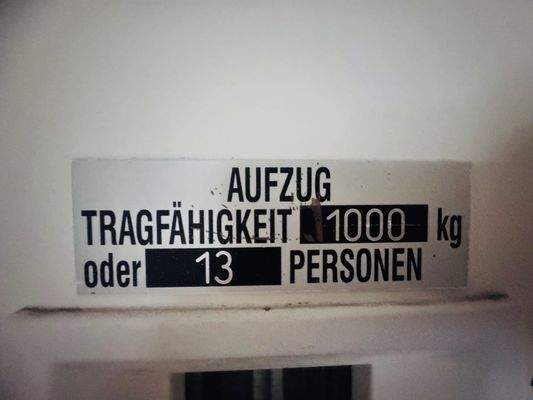 AUFZUG
TRAGFÄHIGKEIT 1000 kg
oder 13 PERSONEN